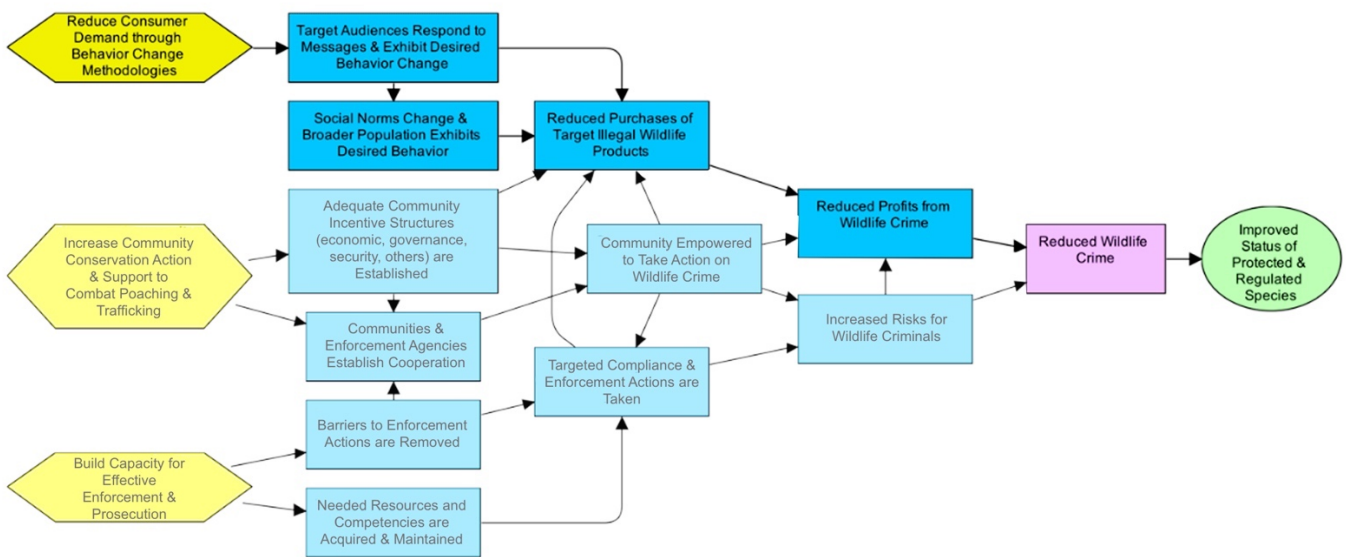 Reduce Consumer
Demand through
Behavior Change
Methodologies
Target Audiences Respond to
Messages & Exhibit Desired
Behavior Change
Social Norms Change &
Broader Population Exhibits
Desired Behavior
Reduced Purchases of
Target Illegal Wildlife
Products
Adequate Community
Incentive Structures
(economic, governance,
security, others) are
Established
Increase Community
Conservation Action
& Support to
Combat Poaching &
Trafficking
Community Empowered
to Take Action on
Wildlife Crime
Reduced Profits from
Wildlife Crime
Reduced Wildlife
Crime
Improved
Status of
Protected &
Regulated
Species
Communities &
Enforcement Agencies
Establish Cooperation
Increased Risks for
Wildlife Criminals
Targeted Compliance &
Enforcement Actions are
Taken
Barriers to Enforcement
Actions are Removed
Build Capacity for
Effective
Enforcement &
Prosecution
Needed Resources and
Competencies are
Acquired & Maintained